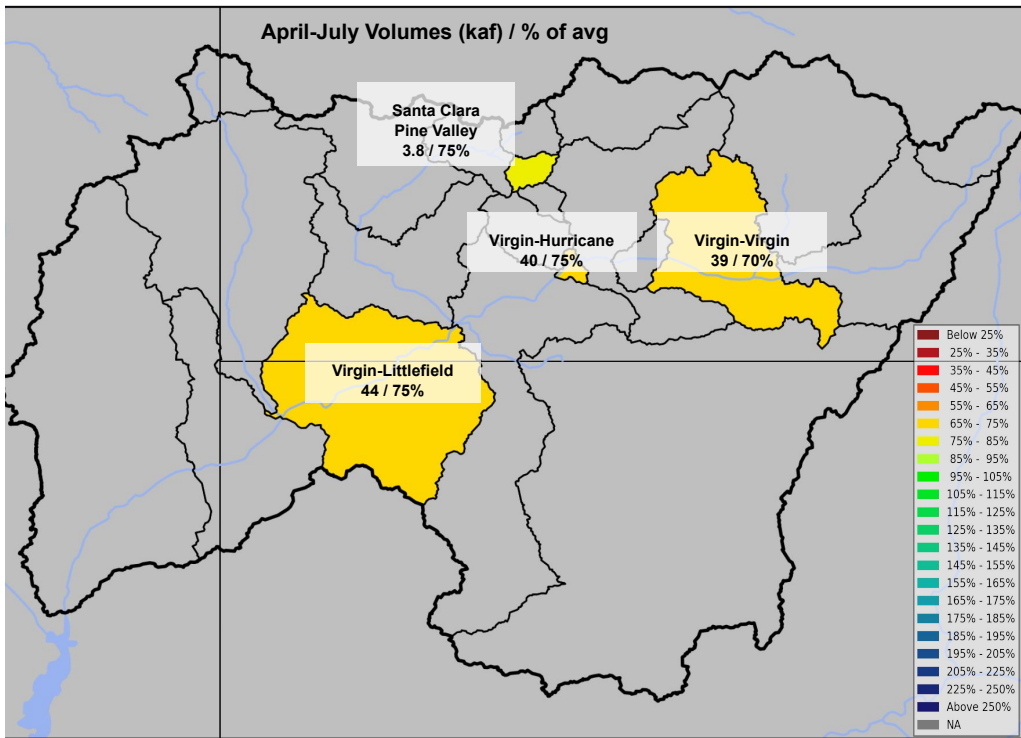 April-July Volumes (kaf) / % of avg
Santa Clara
Pine Valley
3.8 / 75%
Virgin-Hurricane
40 / 75%
Virgin-Virgin
39 / 70%
Virgin-Littlefield
44 / 75%
Below 25%
25% - 35%
35% - 45%
45% - 55%
55% - 65%
65% - 75%
75% - 85%
85% - 95%
95% - 105%
105% - 115%
115% - 125%
125% - 135%
135% - 145%
145% - 155%
155% - 165%
165% - 175%
175% - 185%
185% - 195%
195% - 205%
205% - 225%
225% - 250%
Above 250%
NA